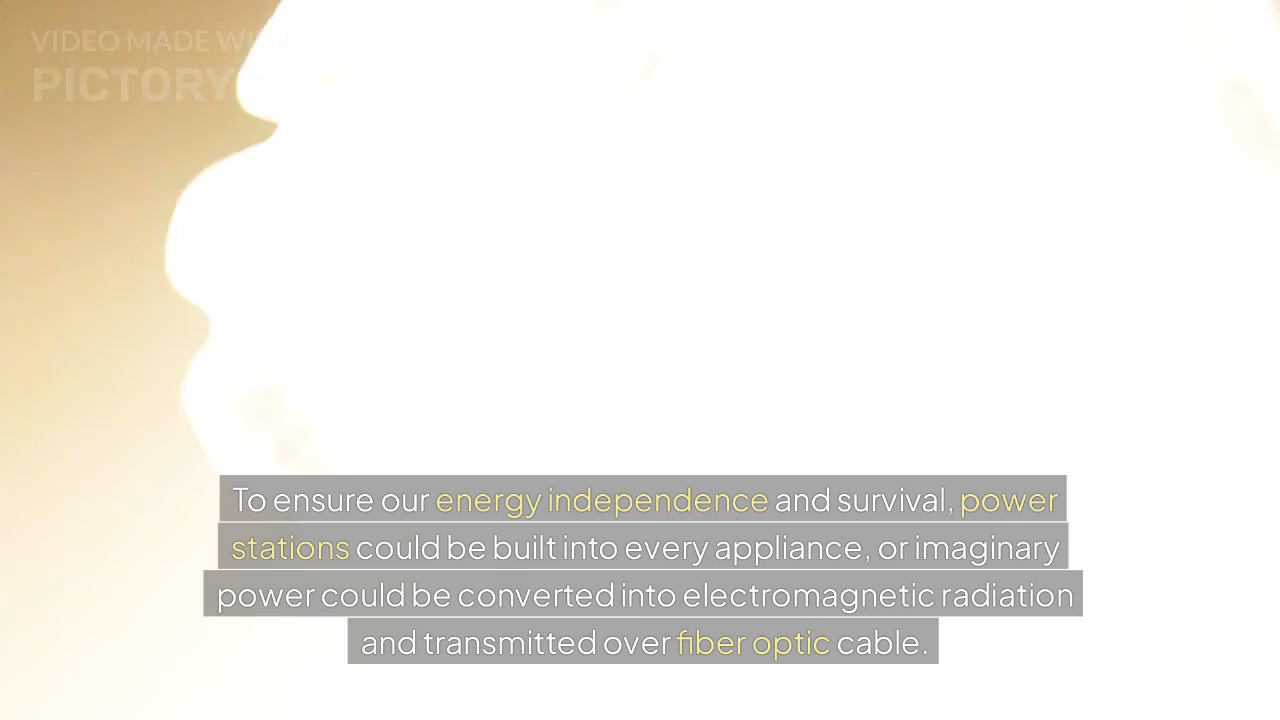 VIDEO MADE WITH
PICTORY
To ensure our energy independence and survival, power
stations could be built into every appliance, or imaginary
power could be converted into electromagnetic radiation
and transmitted over fiber optic cable.